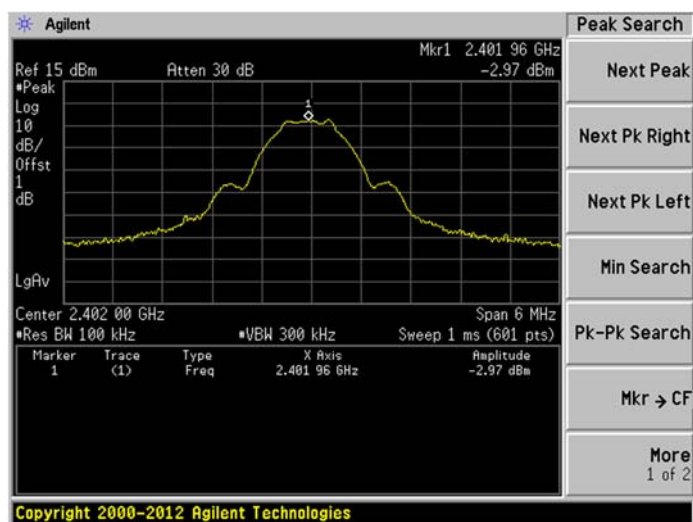 Agilent
Peak Search
Mkr1 2.401 96 GHz
Ref 15 dBm Atten 30 dB -2.97 dBm
#Peak
Log
10
dB/
Offst
1
dB
LgAv
1
Center 2.402 00 GHz Span 6 MHz
#Res BW 100 kHz #VBW 300 kHz Sweep 1 ms (601 pts)
Marker Trace Type X Axis Amplitude
1 (1) Freq 2.401 96 GHz -2.97 dBm
Next Peak
Next Pk Right
Next Pk Left
Min Search
Pk-Pk Search
Mkr → CF
More
1 of 2
Copyright 2000-2012 Agilent Technologies